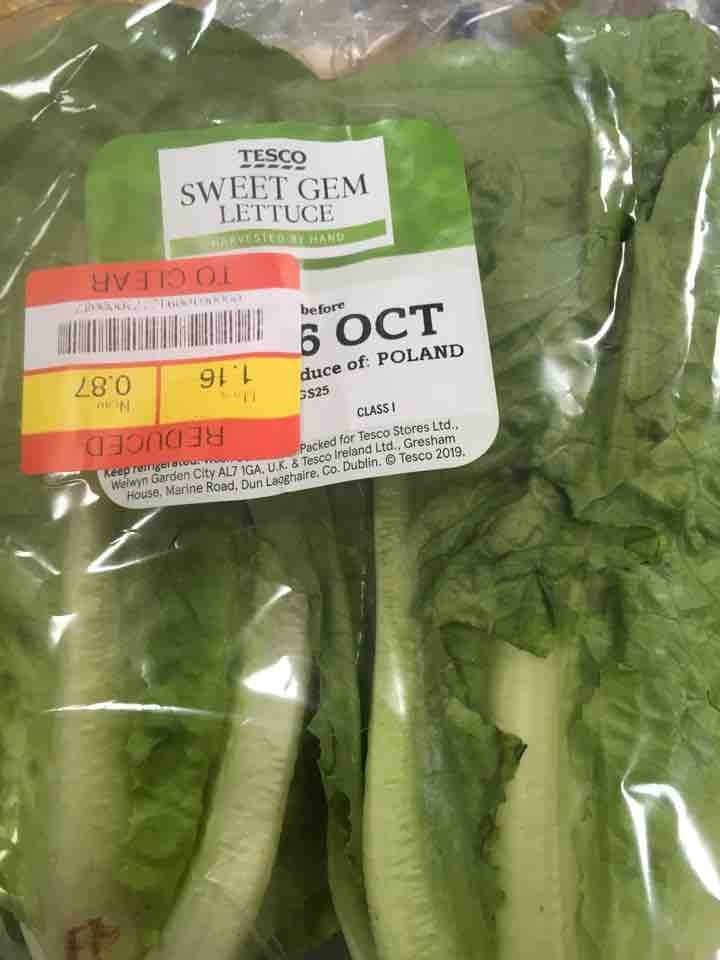 TESCO
SWEET GEM
LETTUCE
HARVESTED BY HAND
before
6 OCT
duce of: POLAND
GS25
CLASS I
Packed for Tesco Stores Ltd.,
Keep refrigerated.
Welwyn Garden City AL7 1GA, U.K. & Tesco Ireland Ltd., Gresham
House, Marine Road, Dun Laoghaire, Co. Dublin. © Tesco 2019.
REDUCED
1.16
Now
0.87
TO CLEAR